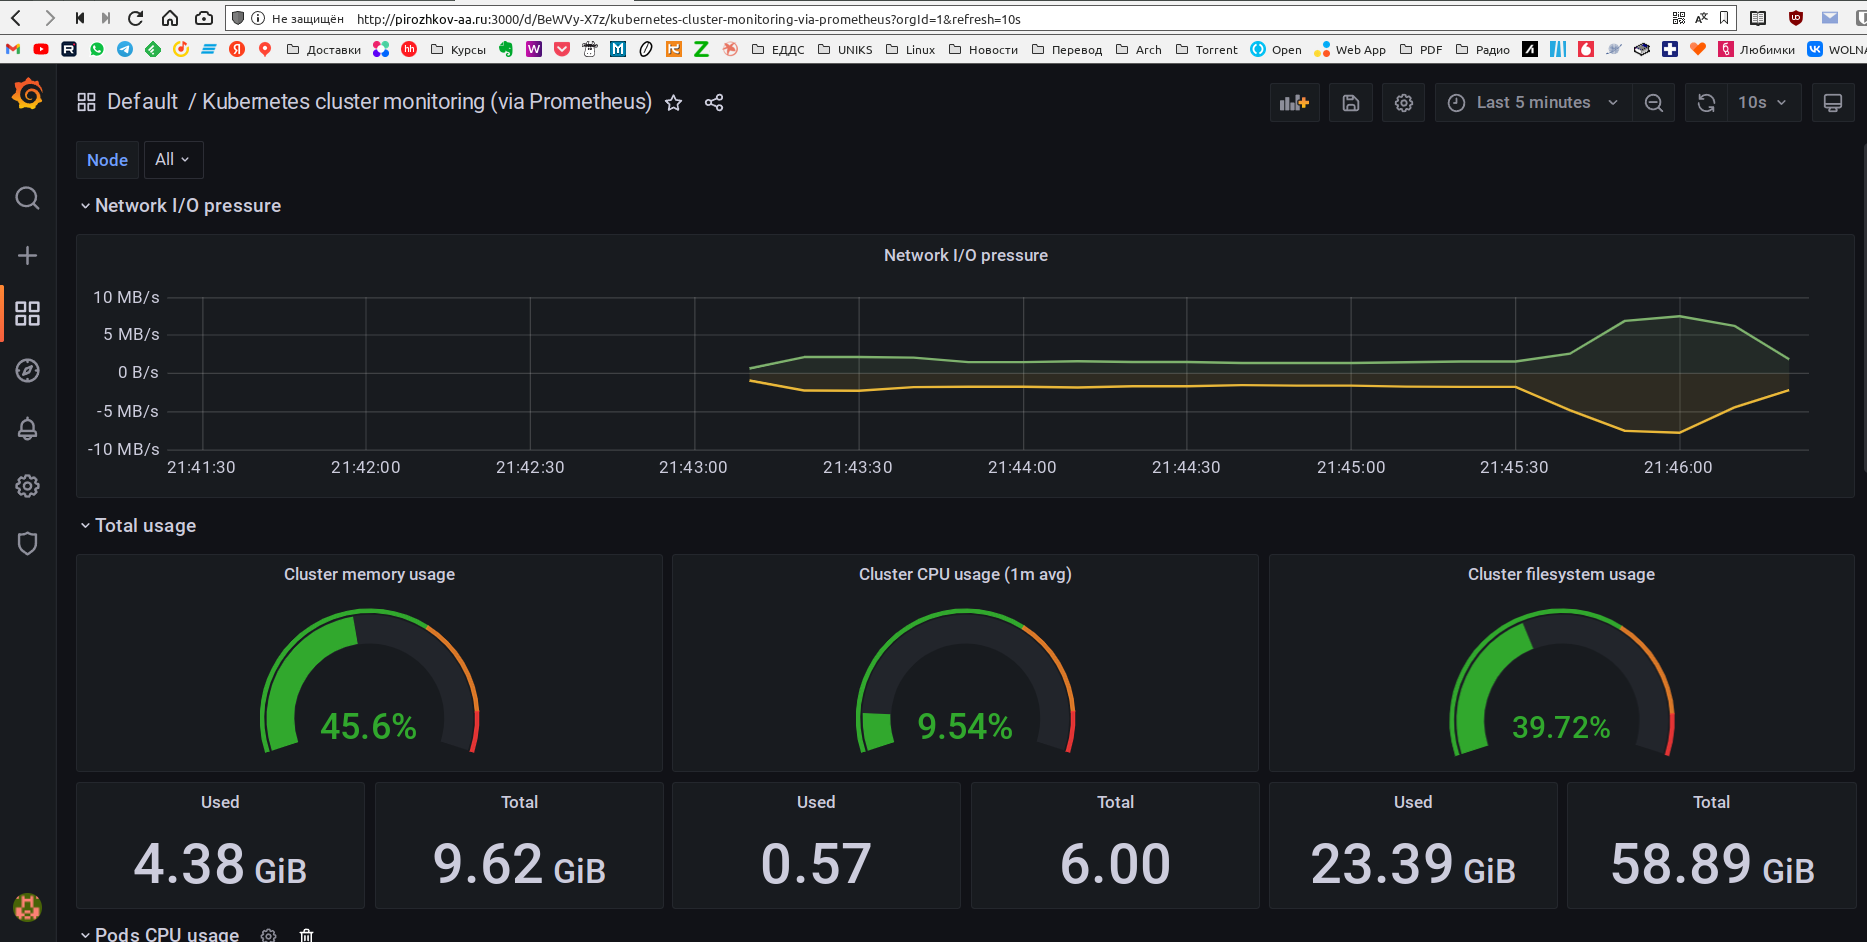 Не защищён http://pirozhkov-aa.ru:3000/d/BeWVy-X7z/kubernetes-cluster-monitoring-via-prometheus?orgId=1&refresh=10s
Доставки hh Курсы W М ЕДДС UNIKS Linux Новости Перевод Arch Torrent Open Web App PDF Радио Любимки WOLNA
Default / Kubernetes cluster monitoring (via Prometheus) Last 5 minutes 10s
Node All
Network I/O pressure
Network I/O pressure
10 MB/s
5 MB/s
0 B/s
-5 MB/s
-10 MB/s
21:41:30 21:42:00 21:42:30 21:43:00 21:43:30 21:44:00 21:44:30 21:45:00 21:45:30 21:46:00
Total usage
Cluster memory usage Cluster CPU usage (1m avg) Cluster filesystem usage
45.6% 9.54% 39.72%
Used Total Used Total Used Total
4.38 GiB 9.62 GiB 0.57 6.00 23.39 GiB 58.89 GiB
Pods CPU usage